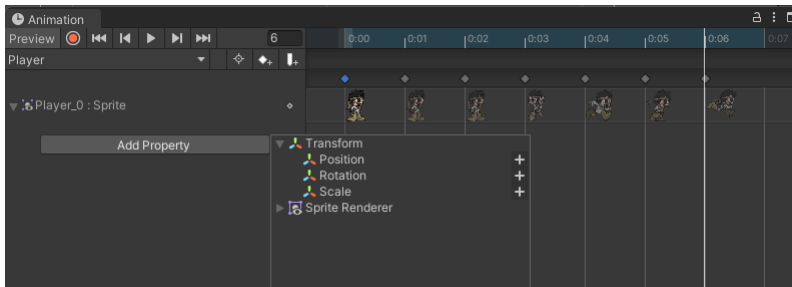 Animation
Preview 6 0:00 0:01 0:02 0:03 0:04 0:05 0:06 0:07
Player
Player_0 : Sprite
Add Property
Transform
Position
Rotation
Scale
Sprite Renderer